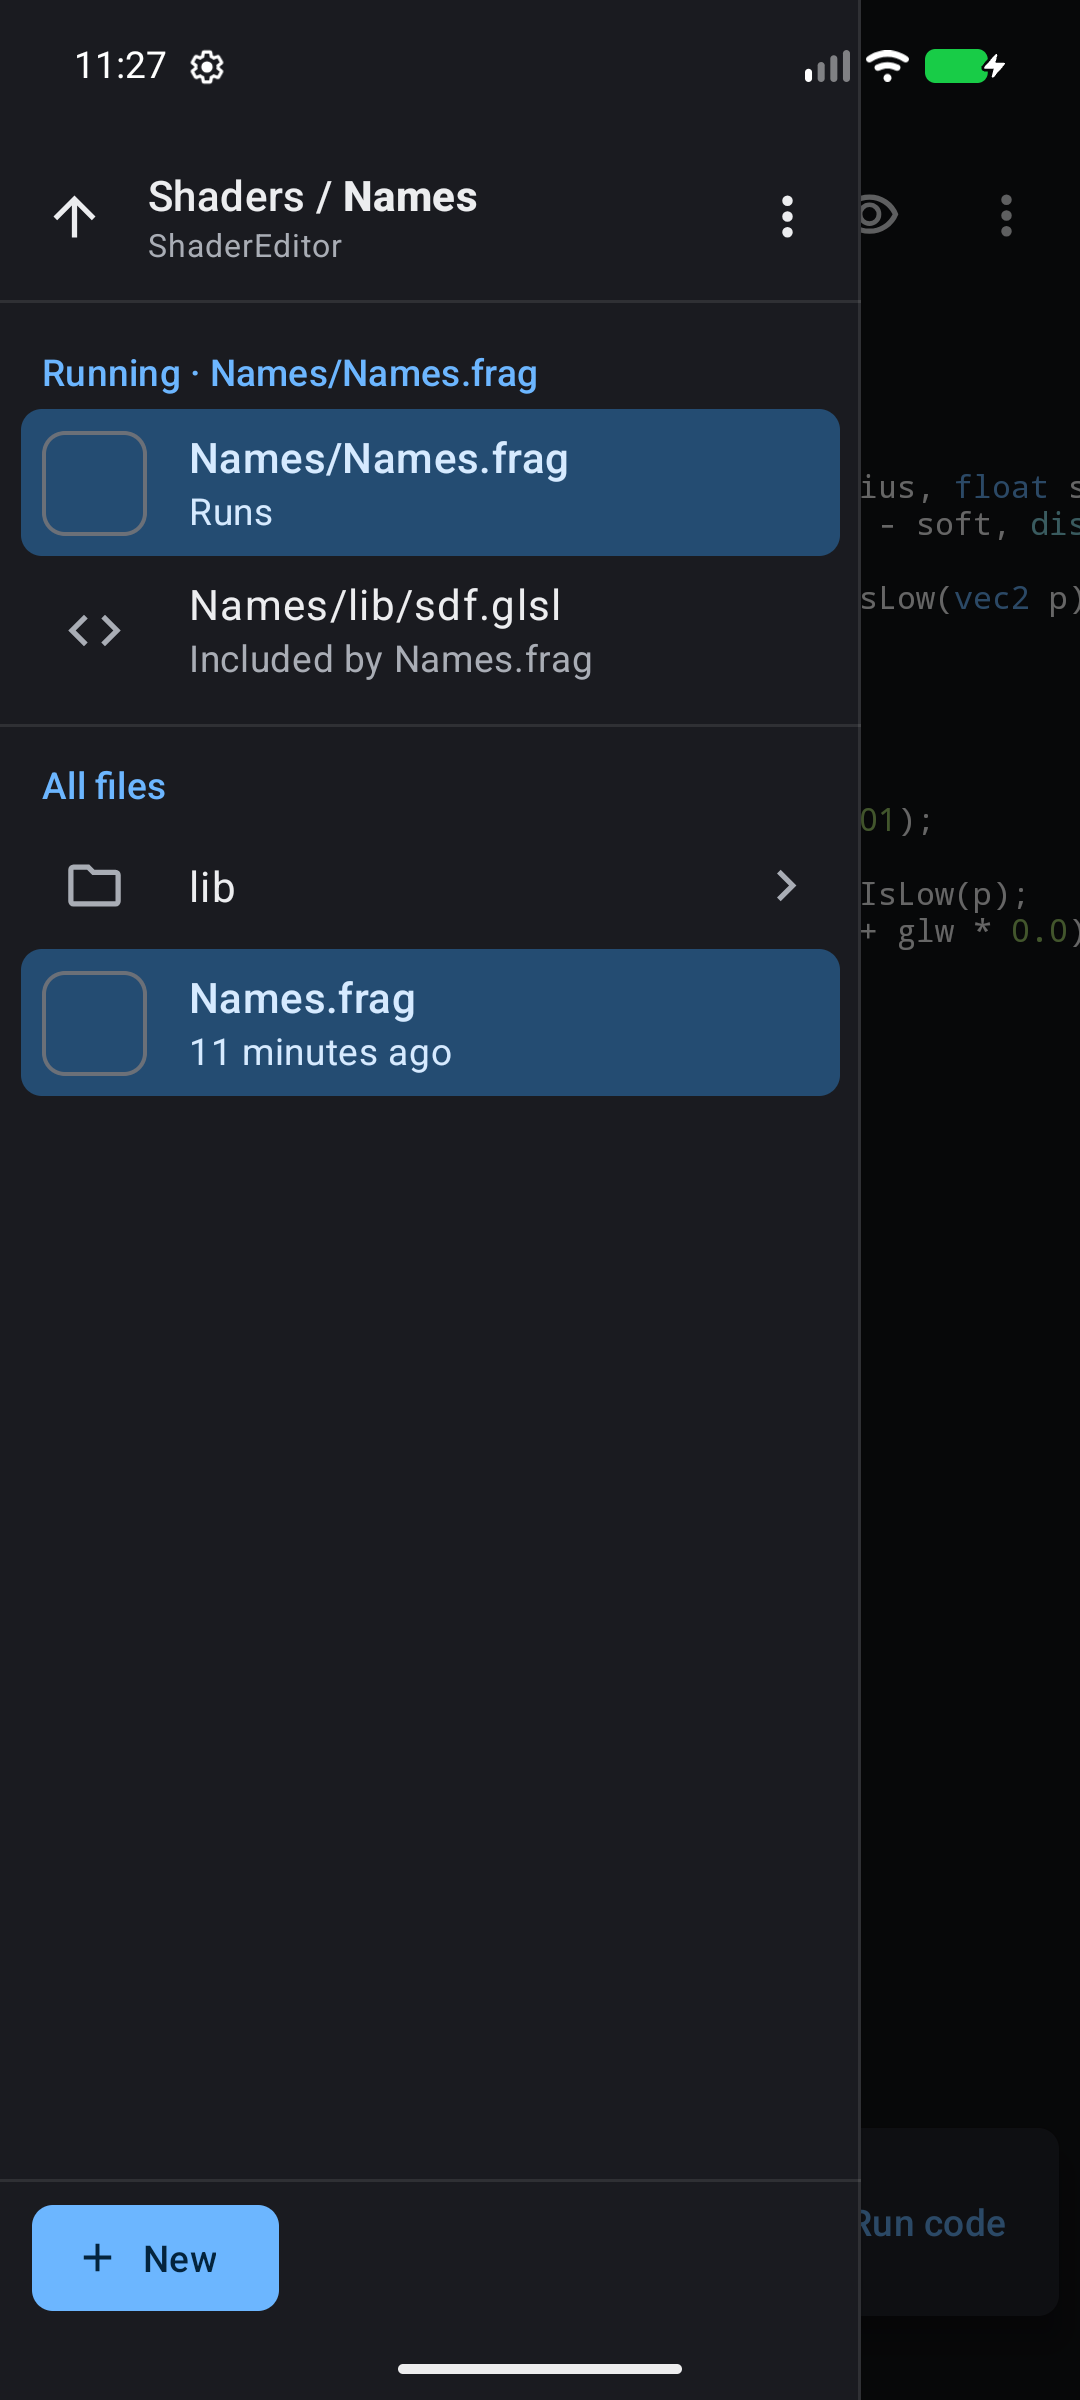 11:27
Shaders / Names
ShaderEditor
Running · Names/Names.frag
Names/Names.frag
Runs
ius, float s
- soft, dis
Names/lib/sdf.glsl
sLow(vec2 p)
Included by Names.frag
All files
01);
lib
IsLow(p);
+ glw * 0.0)
Names.frag
11 minutes ago
Run code
+ New